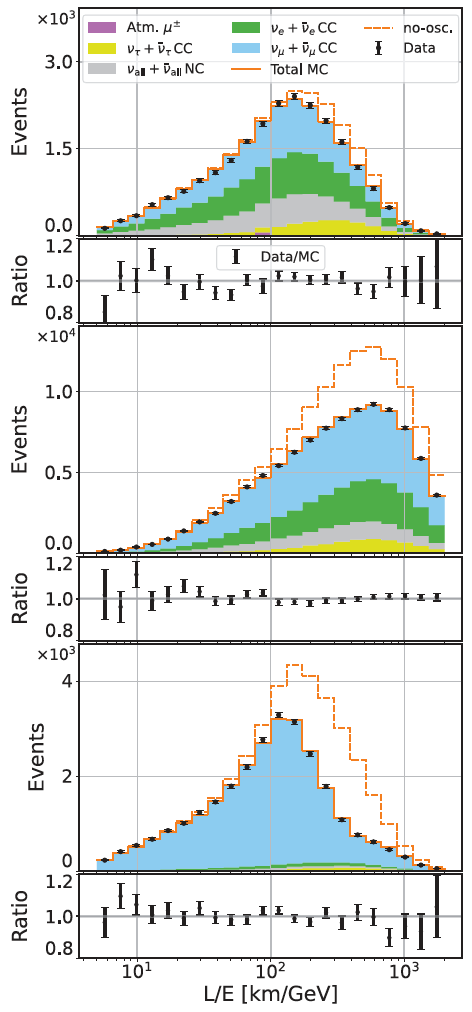 ×10³
Atm. μ±
ντ + ν̄τ CC
νall + ν̄all NC
νe + ν̄e CC
νμ + ν̄μ CC
Total MC
no-osc.
Data
3.0
1.5
0.0
Events
1.2
1.0
0.8
Ratio
Data/MC
×10⁴
1.0
0.5
0.0
Events
1.2
1.0
0.8
Ratio
×10³
4
2
0
Events
1.2
1.0
0.8
Ratio
10¹ 10² 10³
L/E [km/GeV]